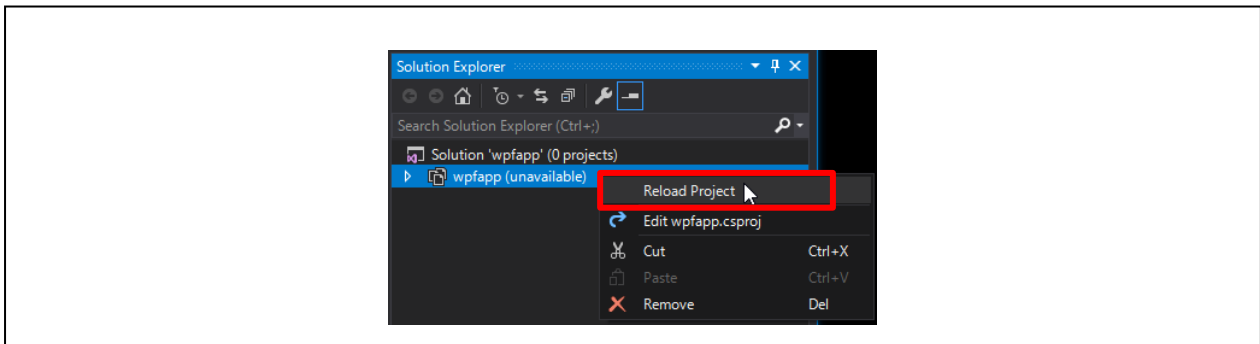 Solution Explorer
Search Solution Explorer (Ctrl+;)
Solution 'wpfapp' (0 projects)
wpfapp (unavailable)
Reload Project
Edit wpfapp.csproj
Cut Ctrl+X
Paste Ctrl+V
Remove Del